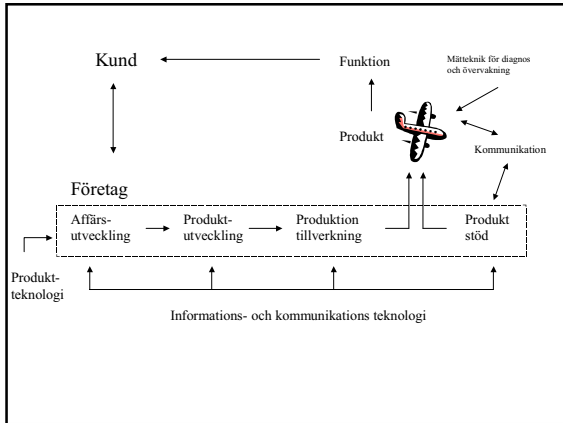 Kund
Funktion
Mätteknik för diagnos
och övervakning
Produkt
Kommunikation
Företag
Affärs-
utveckling
Produkt-
utveckling
Produktion
tillverkning
Produkt
stöd
Produkt-
teknologi
Informations- och kommunikations teknologi